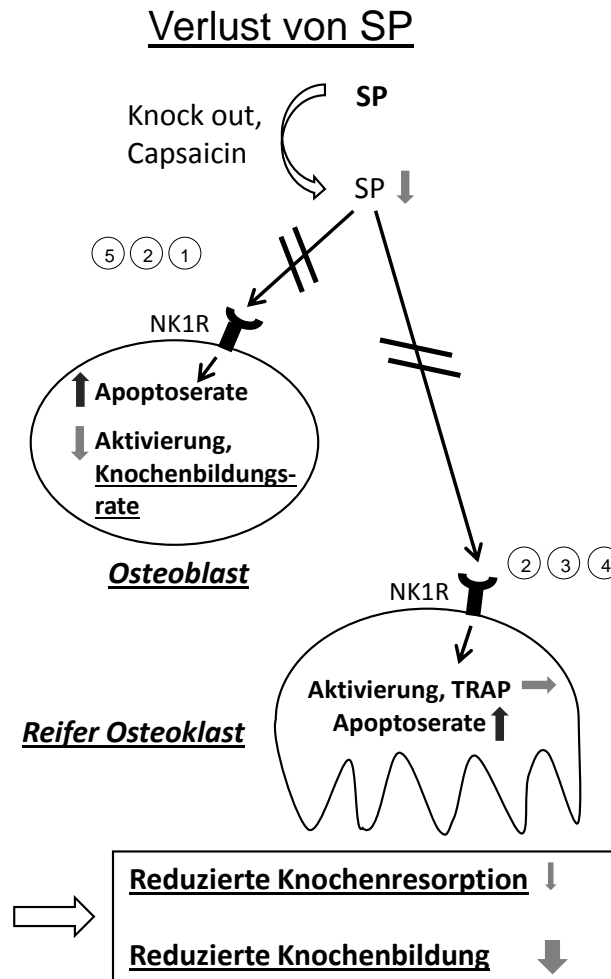 Verlust von SP
SP
Knock out,
Capsaicin
SP
5 2 1
NK1R
Apoptoserate
Aktivierung,
Knochenbildungs-
rate
Osteoblast
2 3 4
NK1R
Aktivierung, TRAP
Apoptoserate
Reifer Osteoklast
Reduzierte Knochenresorption
Reduzierte Knochenbildung